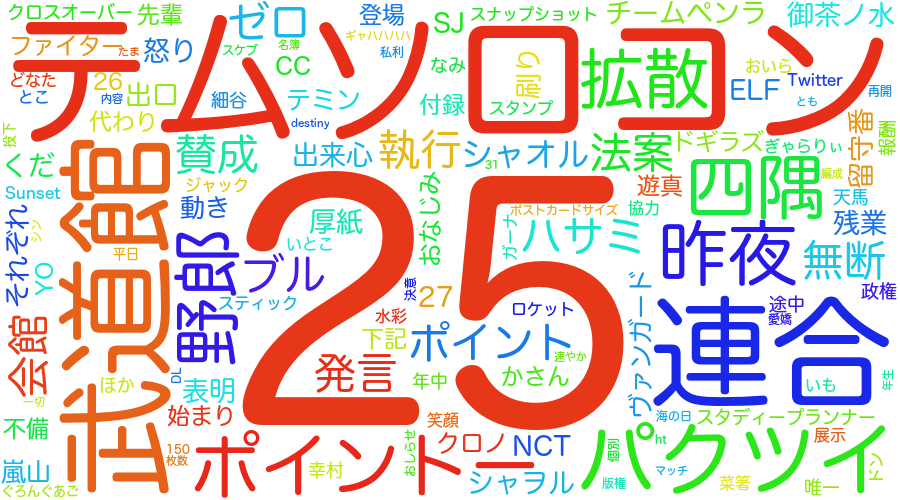 クロスオーバー
先輩
ゼロ
登場
SJ
スナップショット
チームペンラ
御茶ノ水
ファイター
たま
怒り
スケブ
名簿
ギャハハハハ
私利
テムソロコン
なみ
刷り
拡散
おいら
Twitter
ELF
とも
再開
どなた
26
とこ
内容
出口
細谷
CC
テミン
付録
スタンプ
代わり
destiny
投下
くだ
賛成
出来心
執行
シャオル
31
法案
ドギラズ
ぎゃらりぃ
留守番
報酬
編成
Sunset
ジャック
動き
厚紙
いとこ
おなじみ
ポストカードサイズ
ガーナ
ハサミ
遊真
協力
四隅
天馬
残業
それぞれ
シン
YO
平日
武道館
野郎
ブル
25
昨夜
無断
政権
スティック
決意
27
ロケット
ヴァンガード
途中
愛嬌
連合
会館
水彩
下記
ポイント
速やか
発言
年中
かさん
いも
年生
ほか
DL
表明
一切
始まり
不備
笑顔
クロノ
NCT
海の日
スタディープランナー
展示
嵐山
150
枚数
ポイントー
幸村
おしらせ
シャヲル
パクツイ
個別
ht
版権
マッチ
菜箸
唯一
ドン
ぐろんぐあご